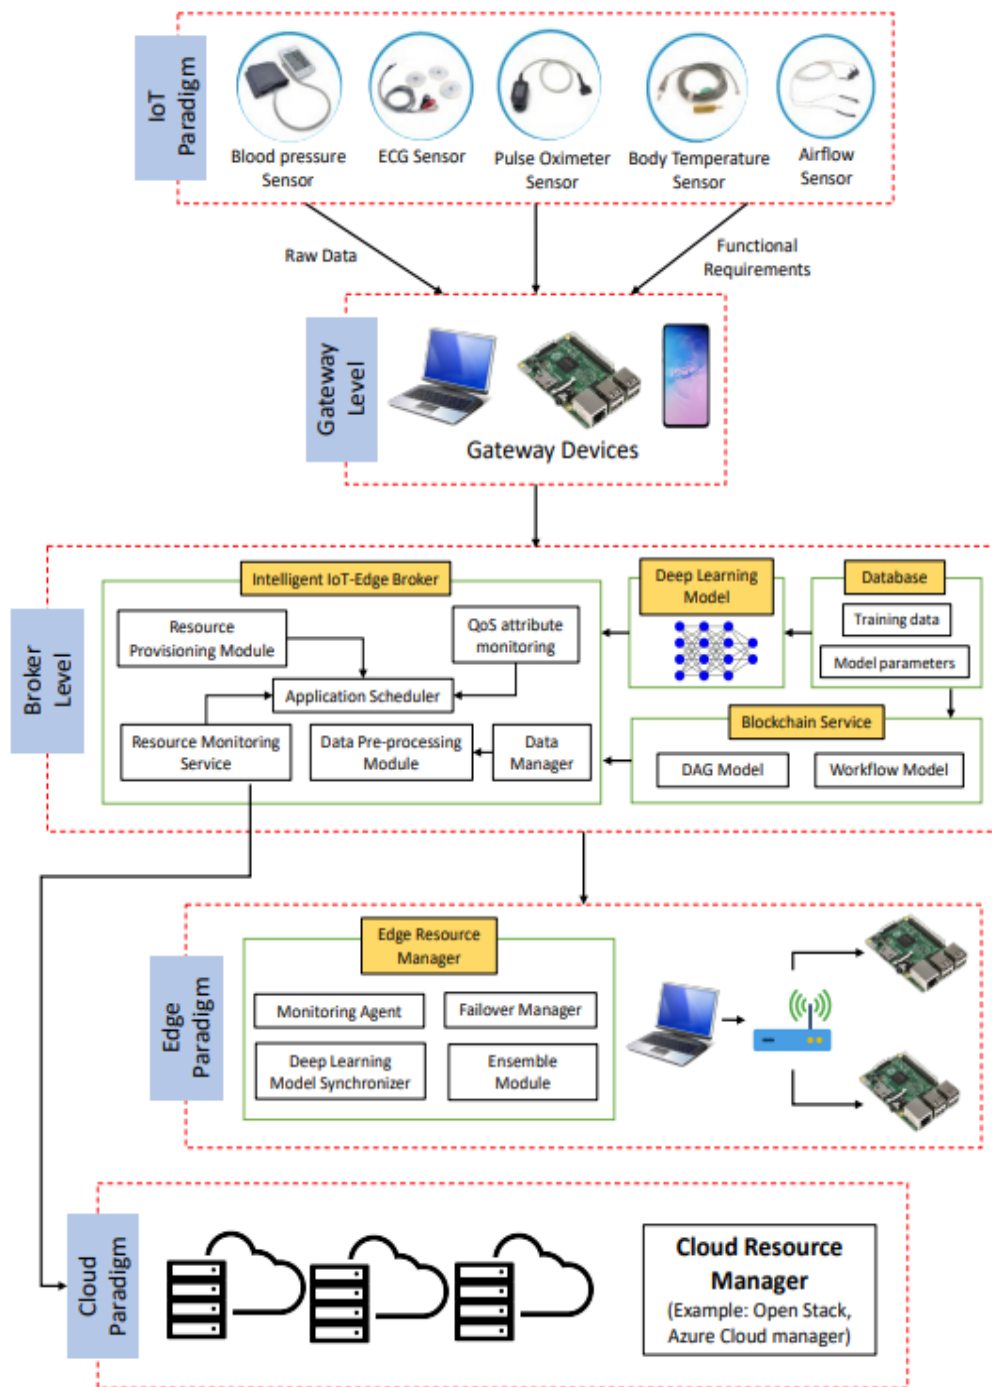 IoT
Paradigm
Blood pressure
Sensor
ECG Sensor
Pulse Oximeter
Sensor
Body Temperature
Sensor
Airflow
Sensor
Raw Data
Functional
Requirements
Gateway
Level
Gateway Devices
Broker
Level
Intelligent IoT-Edge Broker
Resource
Provisioning Module
QoS attribute
monitoring
Application Scheduler
Resource Monitoring
Service
Data Pre-processing
Module
Data
Manager
Deep Learning
Model
Database
Training data
Model parameters
Blockchain Service
DAG Model
Workflow Model
Edge
Paradigm
Edge Resource
Manager
Monitoring Agent
Failover Manager
Deep Learning
Model Synchronizer
Ensemble
Module
Cloud
Paradigm
Cloud Resource
Manager
(Example: Open Stack,
Azure Cloud manager)